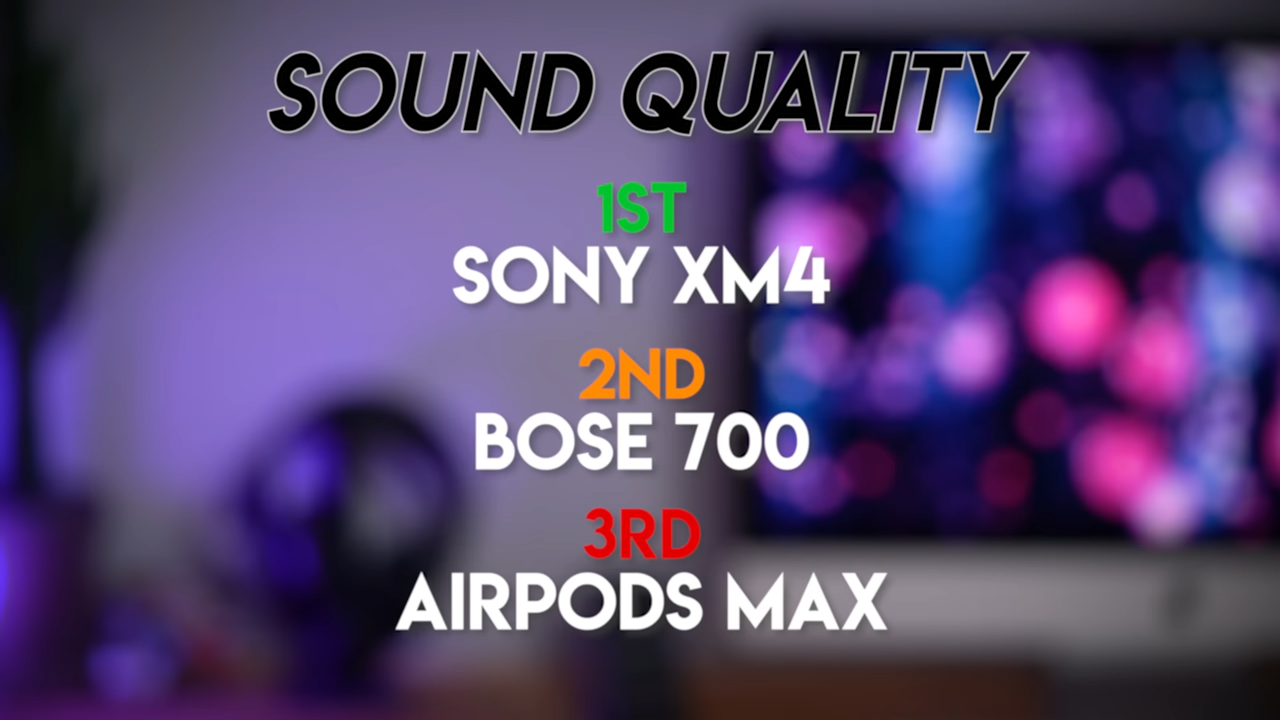 SOUND QUALITY
1ST
SONY XM4
2ND
BOSE 700
3RD
AIRPODS MAX